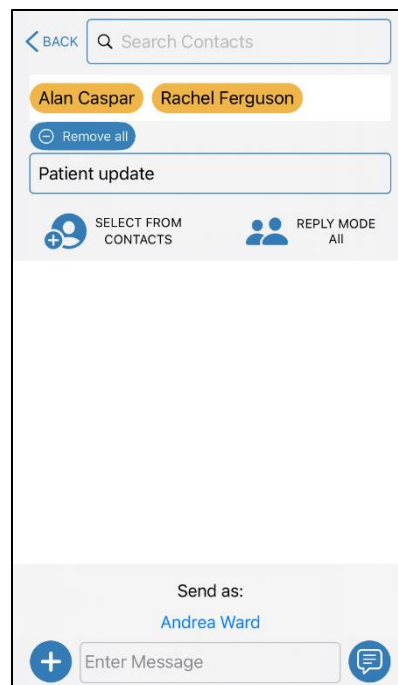 BACK
Search Contacts
Alan Caspar Rachel Ferguson
Remove all
Patient update
SELECT FROM
CONTACTS
REPLY MODE
All
Send as:
Andrea Ward
Enter Message